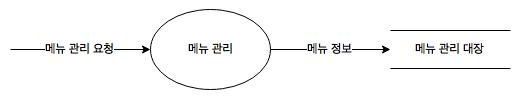 메뉴 관리 요청
메뉴 관리
메뉴 정보
메뉴 관리 대장